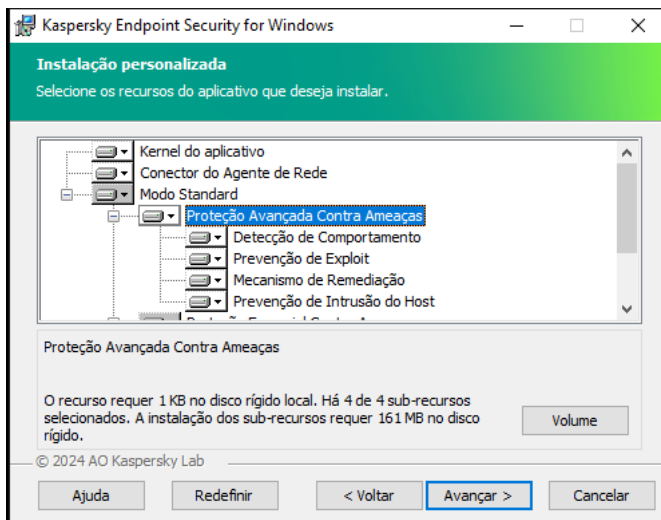 Kaspersky Endpoint Security for Windows
Instalação personalizada
Selecione os recursos do aplicativo que deseja instalar.
Kernel do aplicativo
Conector do Agente de Rede
Modo Standard
Proteção Avançada Contra Ameaças
Detecção de Comportamento
Prevenção de Exploit
Mecanismo de Remediação
Prevenção de Intrusão do Host
Proteção Avançada Contra Ameaças
O recurso requer 1 KB no disco rígido local. Há 4 de 4 sub-recursos
selecionados. A instalação dos sub-recursos requer 161 MB no disco
rígido.
Volume
© 2024 AO Kaspersky Lab
Ajuda
Redefinir
< Voltar
Avançar >
Cancelar